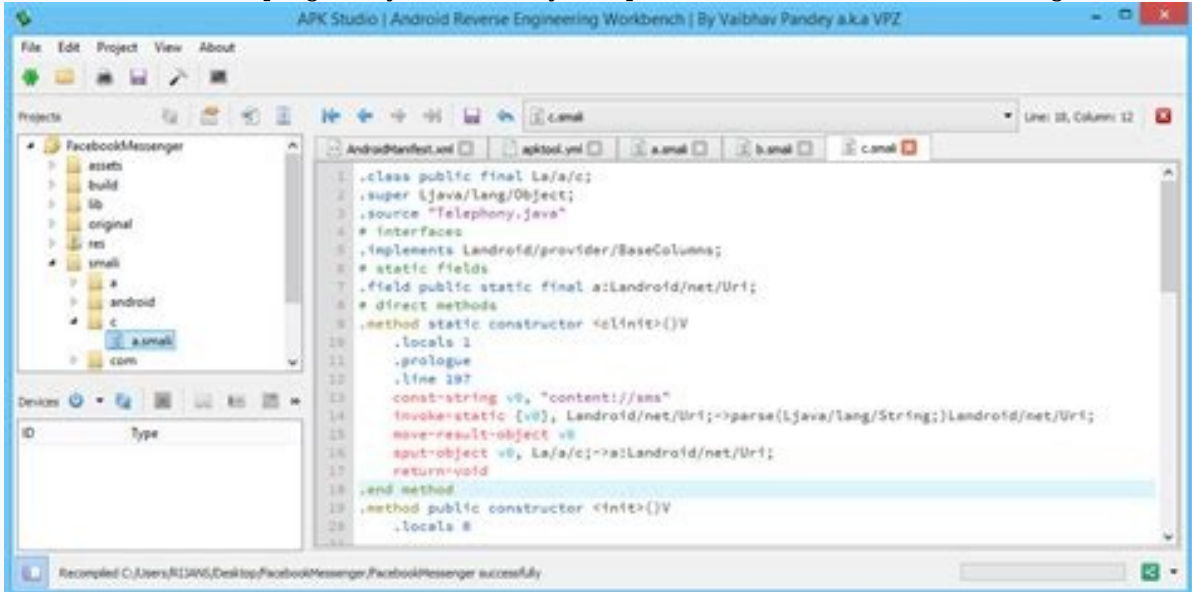 APK Studio | Android Reverse Engineering Workbench | By Vaibhav Pandey a.k.a VPZ
File Edit Project View About
Projects
c.smali
Line: 18, Column: 12
FacebookMessenger
assets
build
lib
original
res
smali
a
android
c
a.smali
com
AndroidManifest.xml
apktool.yml
a.smali
b.smali
c.smali
1 .class public final La/a/c;
2 .super Ljava/lang/Object;
3 .source "Telephony.java"
4 # interfaces
5 .implements Landroid/provider/BaseColumns;
6 # static fields
7 .field public static final a:Landroid/net/Uri;
8 # direct methods
9 .method static constructor <clinit>()V
10 .locals 1
11 .prologue
12 .line 197
13 const-string v0, "content://sms"
14 invoke-static {v0}, Landroid/net/Uri;->parse(Ljava/lang/String;)Landroid/net/Uri;
15 move-result-object v0
16 sput-object v0, La/a/c;->a:Landroid/net/Uri;
17 return-void
18 .end method
19 .method public constructor <init>()V
20 .locals 0
Devices
ID Type
Recompiled C:/Users/RIJANS/Desktop/FacebookMessenger/FacebookMessenger successfully